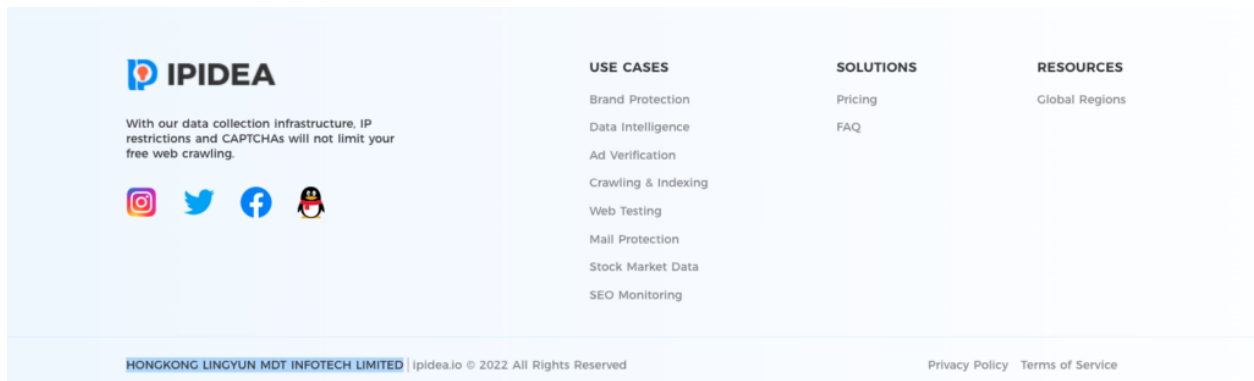 IPIDEA
With our data collection infrastructure, IP
restrictions and CAPTCHAs will not limit your
free web crawling.
USE CASES
Brand Protection
Data Intelligence
Ad Verification
Crawling & Indexing
Web Testing
Mail Protection
Stock Market Data
SEO Monitoring
SOLUTIONS
Pricing
FAQ
RESOURCES
Global Regions
HONGKONG LINGYUN MDT INFOTECH LIMITED | ipidea.io © 2022 All Rights Reserved
Privacy Policy Terms of Service